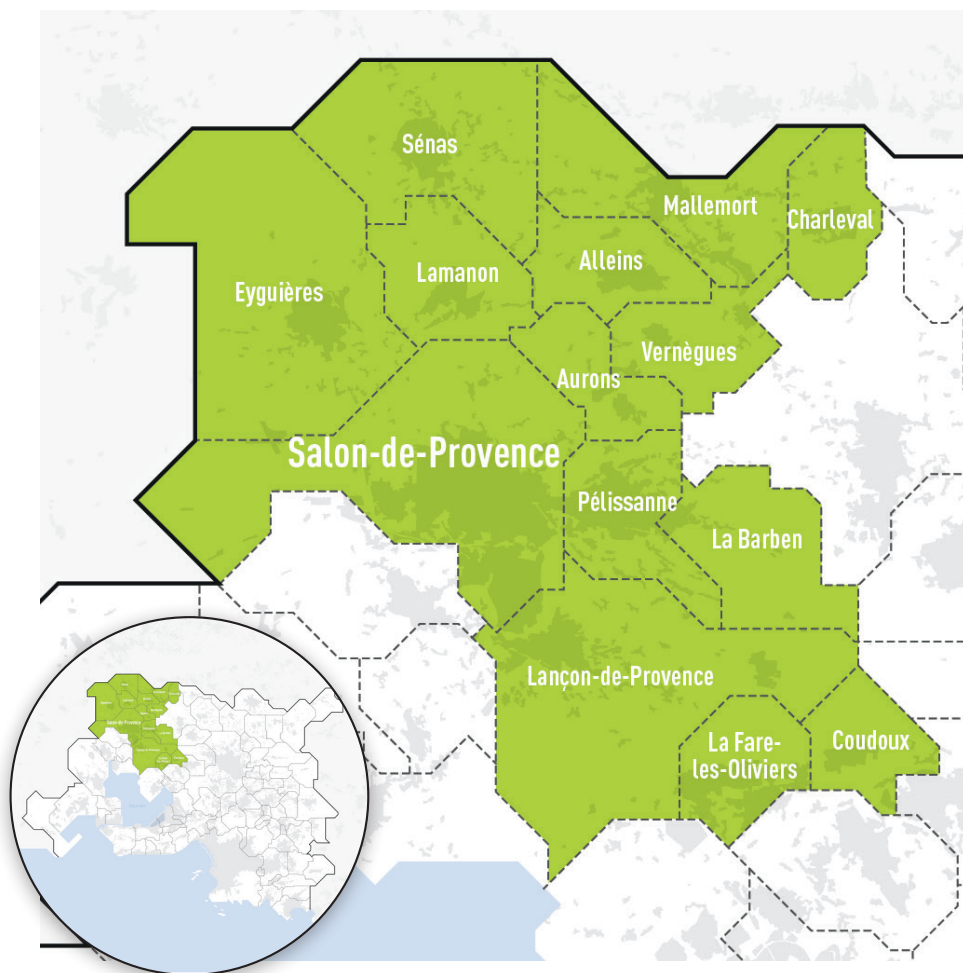 Sénas
Mallemort
Charleval
Alleins
Lamanon
Eyguières
Vernègues
Aurons
Salon-de-Provence
Pélissanne
La Barben
Lançon-de-Provence
La Fare-
les-Oliviers
Coudoux